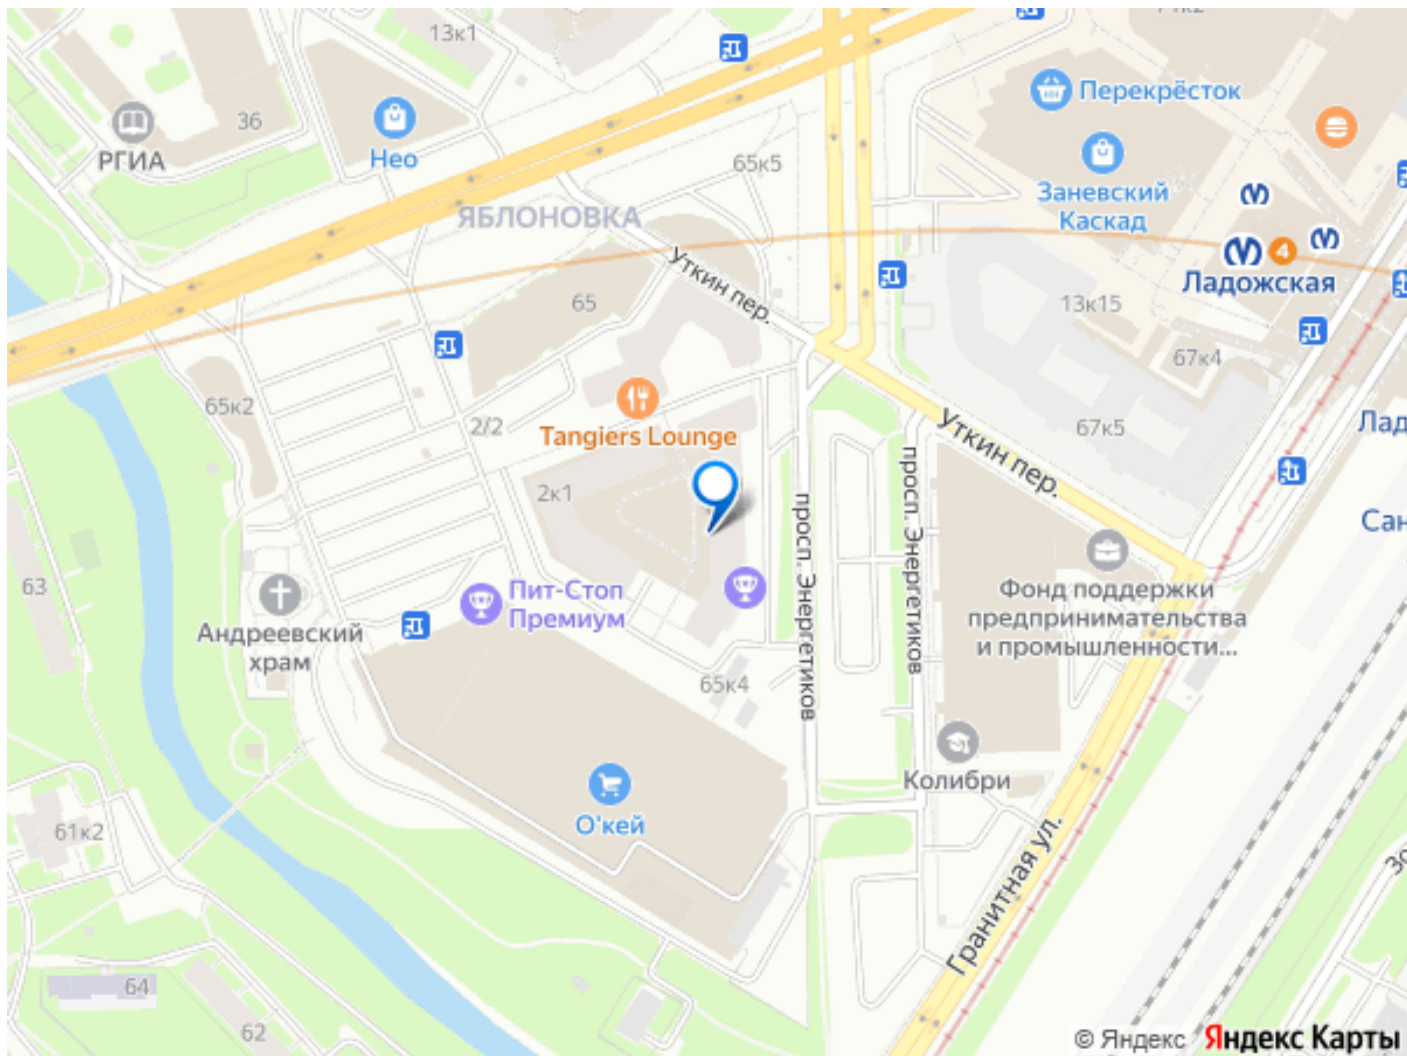 13к1
Перекрёсток
РГИА
36
Нео
65к5
Заневский
Каскад
ЯБЛОНОВКА
4
Ладожская
Уткин пер.
65
13к15
67к4
65к2
2/2
Tangiers Lounge
67к5
Уткин пер.
2к1
просп. Энергетиков
просп. Энергетиков
63
Пит-Стоп
Премиум
Фонд поддержки
предпринимательства
и промышленности...
Андреевский
храм
65к4
Колибри
О'кей
61к2
Гранитная ул.
64
62
© Яндекс Яндекс Карты